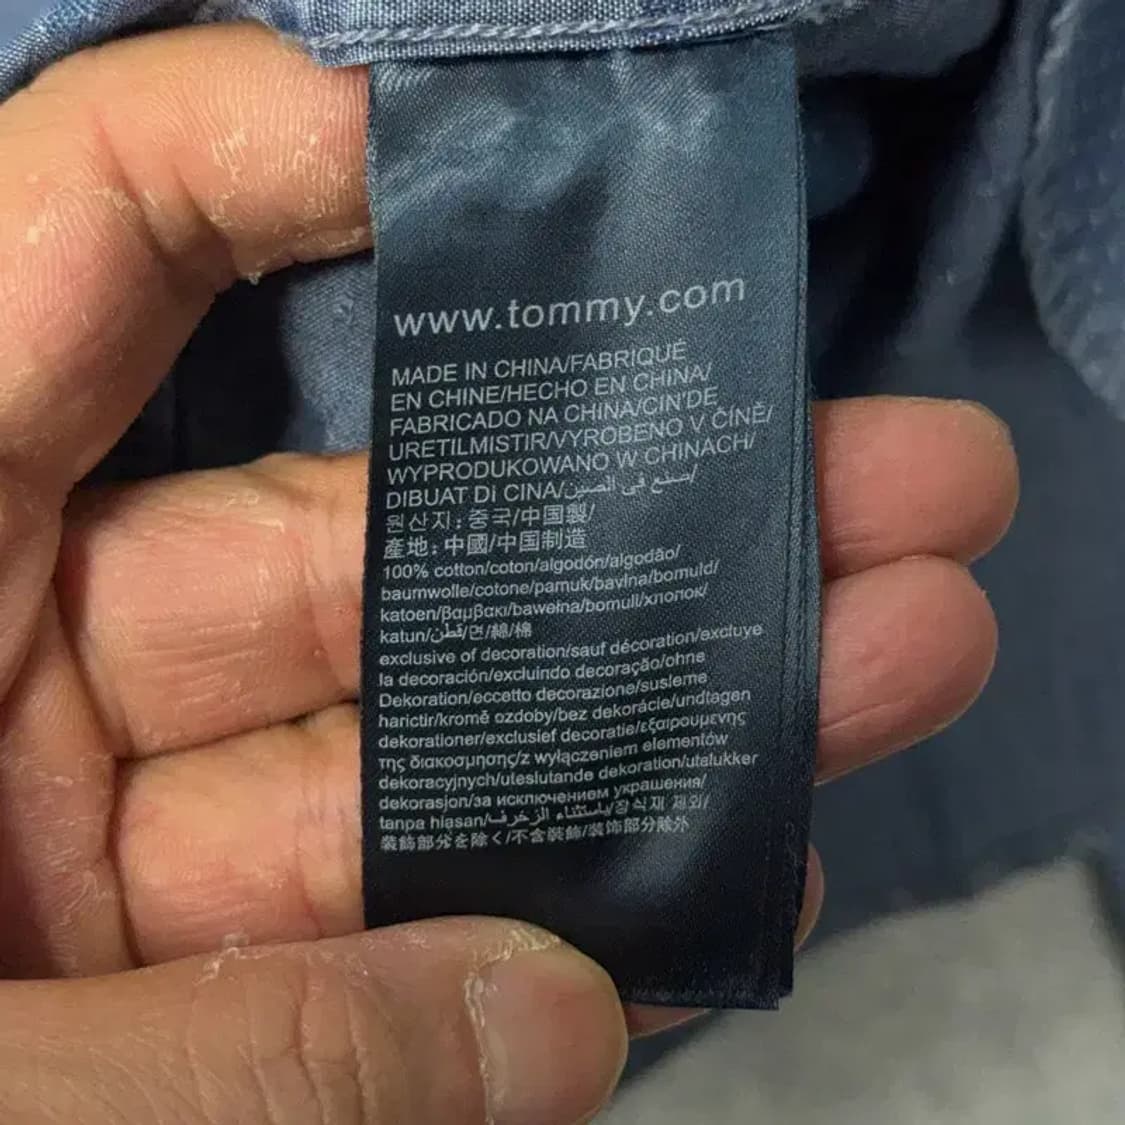 www.tommy.com
MADE IN CHINA/FABRIQUÉ
EN CHINE/HECHO EN CHINA/
FABRICADO NA CHINA/CIN'DE
URETILMISTIR/VYROBENO V ČÍNĚ/
WYPRODUKOWANO W CHINACH/
DIBUAT Di CINA/صنع في الصين/
원산지: 중국/中国製/
產地: 中國/中国制造
100% cotton/coton/algodón/algodão/
baumwolle/cotone/pamuk/bavlna/bomuld/
katoen/βαμβακι/bawełna/bomull/хлопок/
katun/قطن/면/綿/棉
exclusive of decoration/sauf décoration/excluye
la decoración/excluindo decoração/ohne
Dekoration/eccetto decorazione/susleme
harictir/kromě ozdoby/bez dekorácie/undtagen
dekorationer/exclusief decoratie/εξαιρουμενης
της διακοσμησης/z wyłączeniem elementów
dekoracyjnych/uteslutande dekoration/utelukker
dekorasjon/за исключением украшения/
tanpa hiasan/باستثناء الزخرف/장식재 제외/
装飾部分を除く/不含裝飾/装饰部分除外